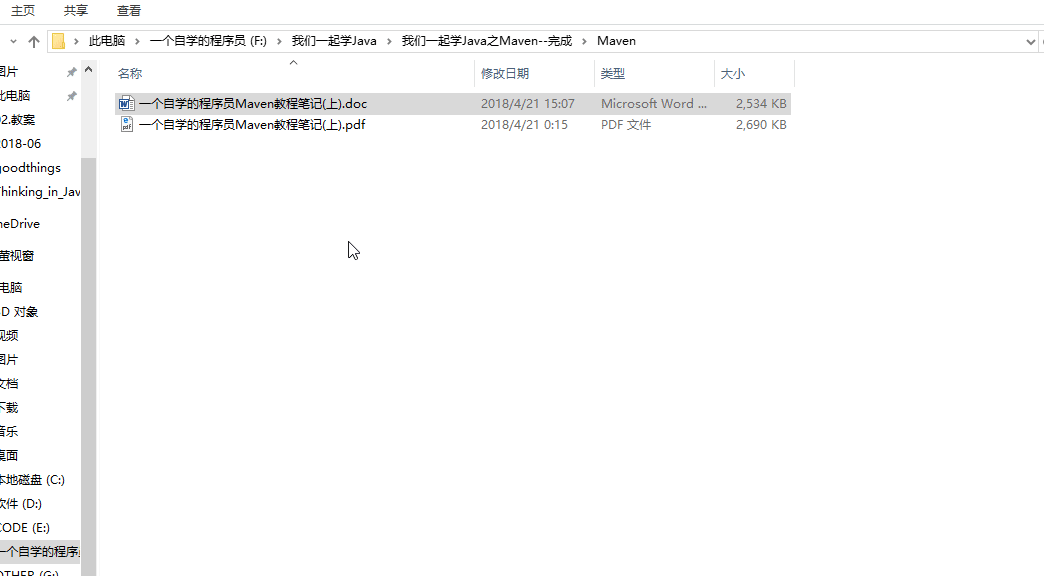 主页 共享 查看
此电脑 一个自学的程序员 (F:) 我们一起学Java 我们一起学Java之Maven--完成 Maven
名称 修改日期 类型 大小
一个自学的程序员Maven教程笔记(上).doc 2018/4/21 15:07 Microsoft Word ... 2,534 KB
一个自学的程序员Maven教程笔记(上).pdf 2018/4/21 0:15 PDF 文件 2,690 KB
图片
此电脑
02.教案
2018-06
goodthings
Thinking_in_Jav
neDrive
萤视窗
电脑
D 对象
视频
图片
文档
下载
音乐
桌面
本地磁盘 (C:)
软件 (D:)
CODE (E:)
一个自学的程序
OTHER (G:)